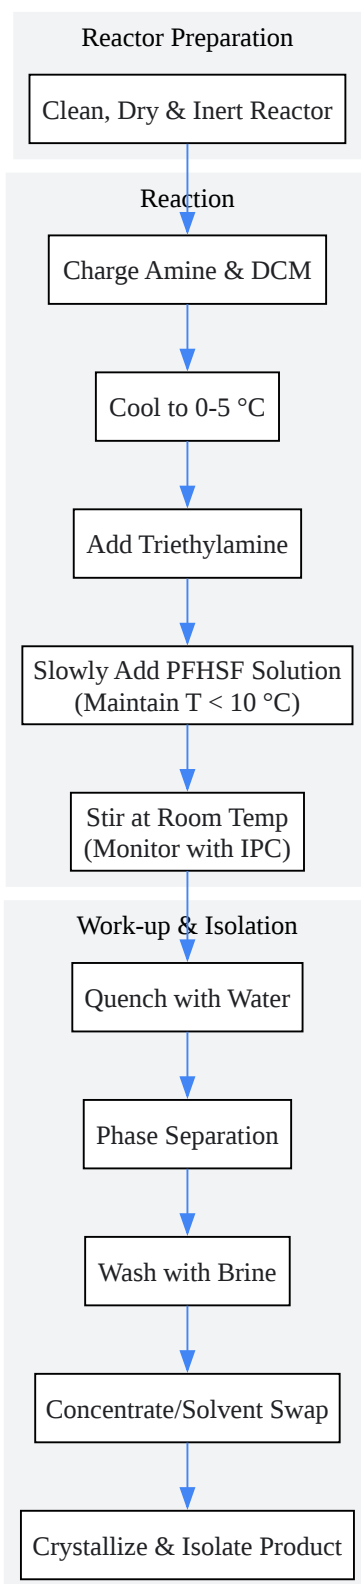 Reactor Preparation
Clean, Dry & Inert Reactor
Reaction
Charge Amine & DCM
Cool to 0-5 °C
Add Triethylamine
Slowly Add PFHSF Solution
(Maintain T < 10 °C)
Stir at Room Temp
(Monitor with IPC)
Work-up & Isolation
Quench with Water
Phase Separation
Wash with Brine
Concentrate/Solvent Swap
Crystallize & Isolate Product